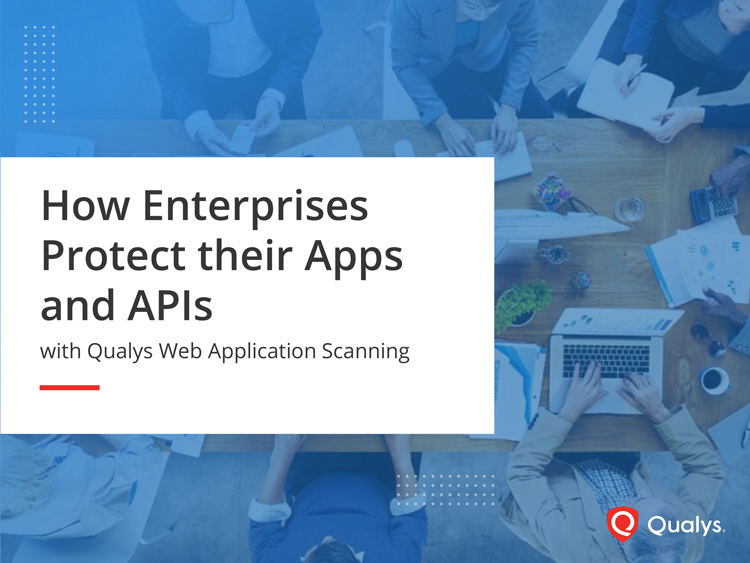 How Enterprises
Protect their Apps
and APIs
with Qualys Web Application Scanning
Qualys.